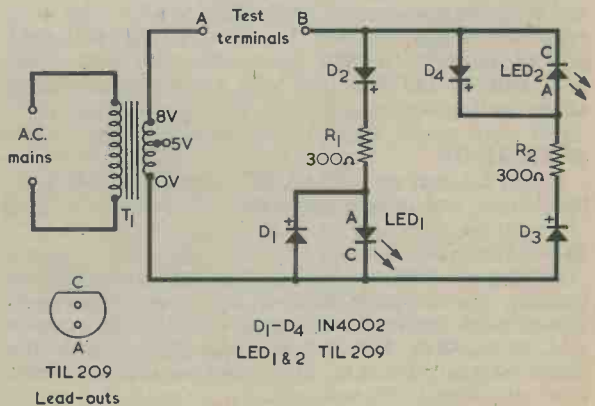 Test
terminals
A
B
A.C.
mains
T1
8V
5V
0V
D2
+
R1
300Ω
D1
+
A
LED1
C
D4
+
C
LED2
A
R2
300Ω
D3
+
C
A
TIL 209
Lead-outs
D1-D4 IN4002
LED1&2 TIL 209